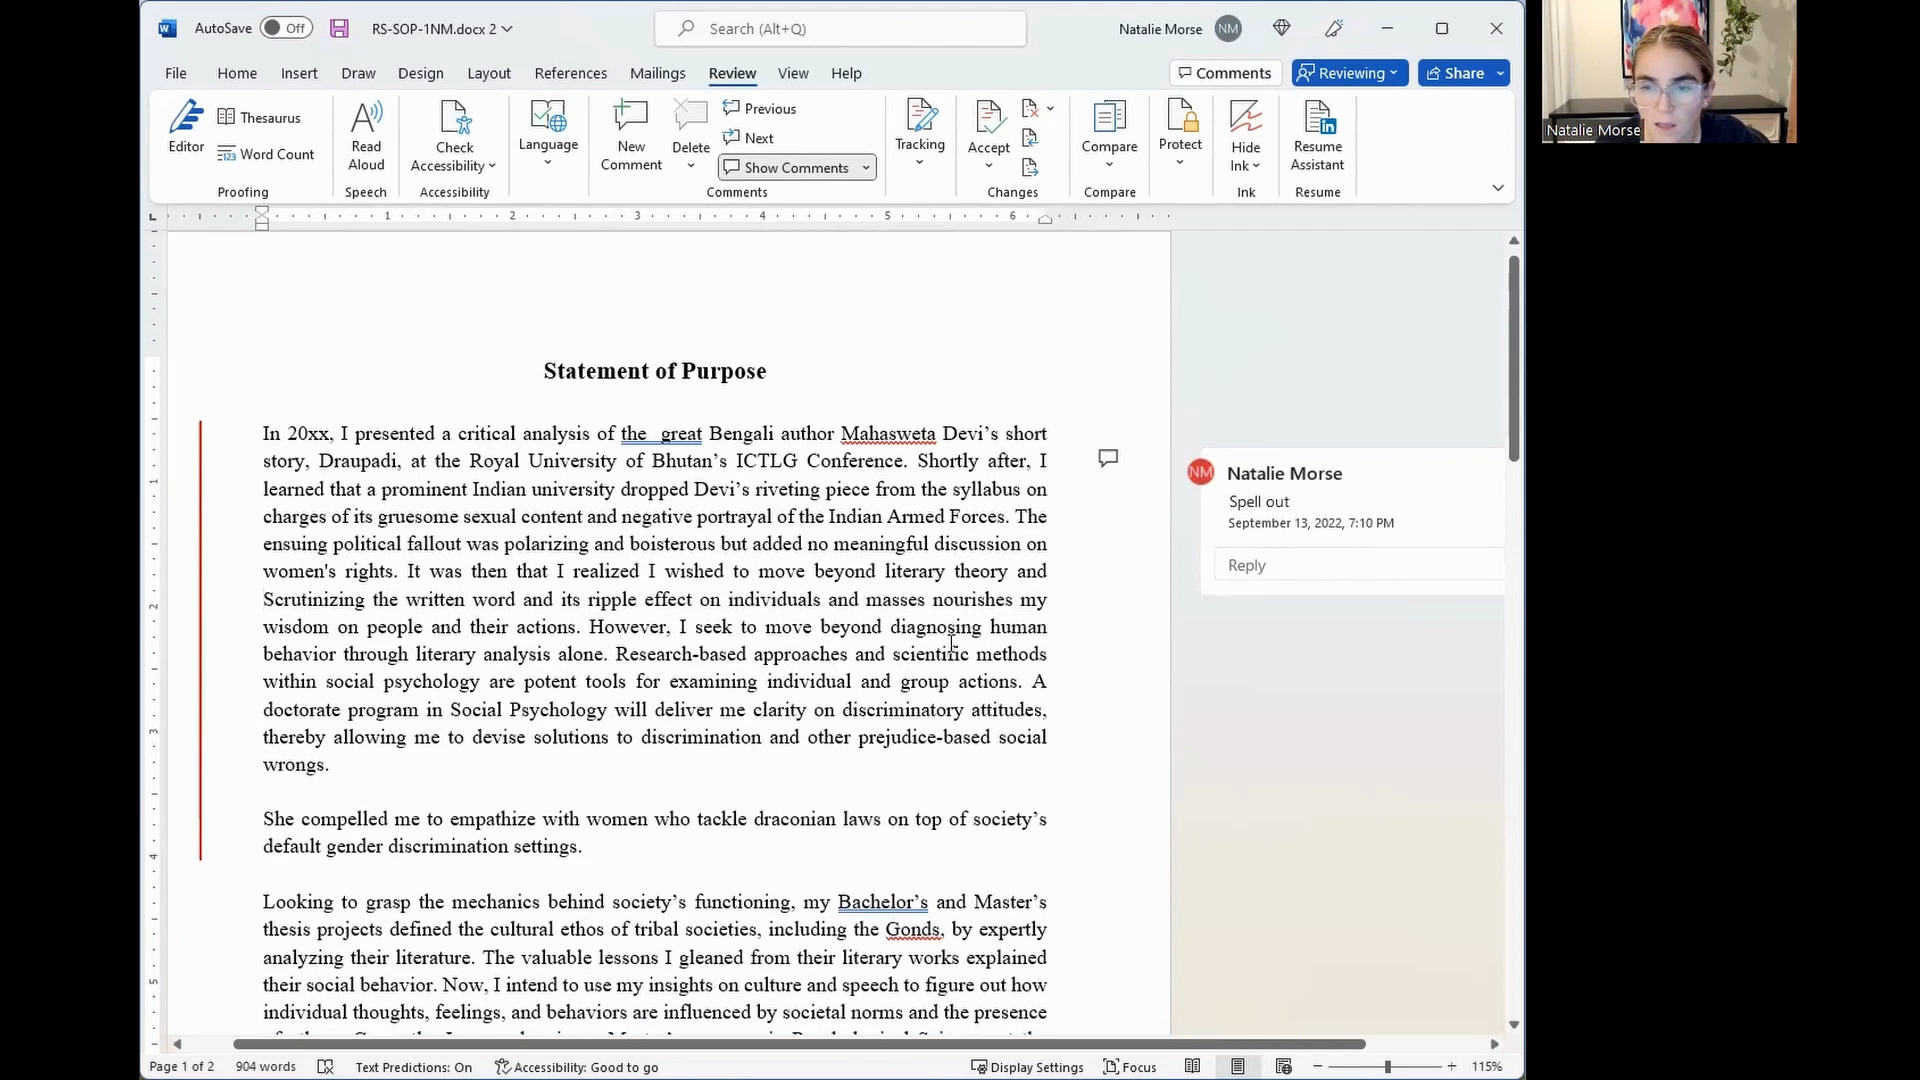 AutoSave Off RS-SOP-1NM.docx 2 Search (Alt+Q) Natalie Morse NM
File Home Insert Draw Design Layout References Mailings Review View Help Comments Reviewing Share
Editor
Thesaurus
Word Count
Proofing
Read Aloud
Speech
Check Accessibility
Accessibility
Language
New Comment
Delete
Previous
Next
Show Comments
Comments
Tracking
Accept
Changes
Compare
Compare
Protect
Hide Ink
Ink
Resume Assistant
Resume
1 2 3 4 5 6
Statement of Purpose
In 20xx, I presented a critical analysis of the  great Bengali author Mahasweta Devi’s short
story, Draupadi, at the Royal University of Bhutan’s ICTLG Conference. Shortly after, I
learned that a prominent Indian university dropped Devi’s riveting piece from the syllabus on
charges of its gruesome sexual content and negative portrayal of the Indian Armed Forces. The
ensuing political fallout was polarizing and boisterous but added no meaningful discussion on
women's rights. It was then that I realized I wished to move beyond literary theory and
Scrutinizing the written word and its ripple effect on individuals and masses nourishes my
wisdom on people and their actions. However, I seek to move beyond diagnosing human
behavior through literary analysis alone. Research-based approaches and scientific methods
within social psychology are potent tools for examining individual and group actions. A
doctorate program in Social Psychology will deliver me clarity on discriminatory attitudes,
thereby allowing me to devise solutions to discrimination and other prejudice-based social
wrongs.
She compelled me to empathize with women who tackle draconian laws on top of society’s
default gender discrimination settings.
Looking to grasp the mechanics behind society’s functioning, my Bachelor’s and Master’s
thesis projects defined the cultural ethos of tribal societies, including the Gonds, by expertly
analyzing their literature. The valuable lessons I gleaned from their literary works explained
their social behavior. Now, I intend to use my insights on culture and speech to figure out how
individual thoughts, feelings, and behaviors are influenced by societal norms and the presence
1
2
3
4
5
NM Natalie Morse
Spell out
September 13, 2022, 7:10 PM
Reply
Page 1 of 2 904 words Text Predictions: On Accessibility: Good to go Display Settings Focus 115%
Natalie Morse